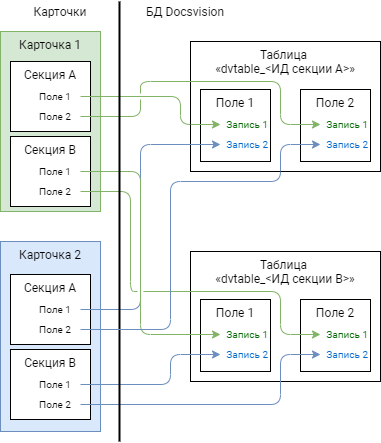 Карточки
БД Docsvision
Карточка 1
Секция А
Поле 1
Поле 2
Секция B
Поле 1
Поле 2
Таблица
«dvtable_<ИД секции А>»
Поле 1
Запись 1
Запись 2
Поле 2
Запись 1
Запись 2
Карточка 2
Секция А
Поле 1
Поле 2
Секция B
Поле 1
Поле 2
Таблица
«dvtable_<ИД секции B>»
Поле 1
Запись 1
Запись 2
Поле 2
Запись 1
Запись 2